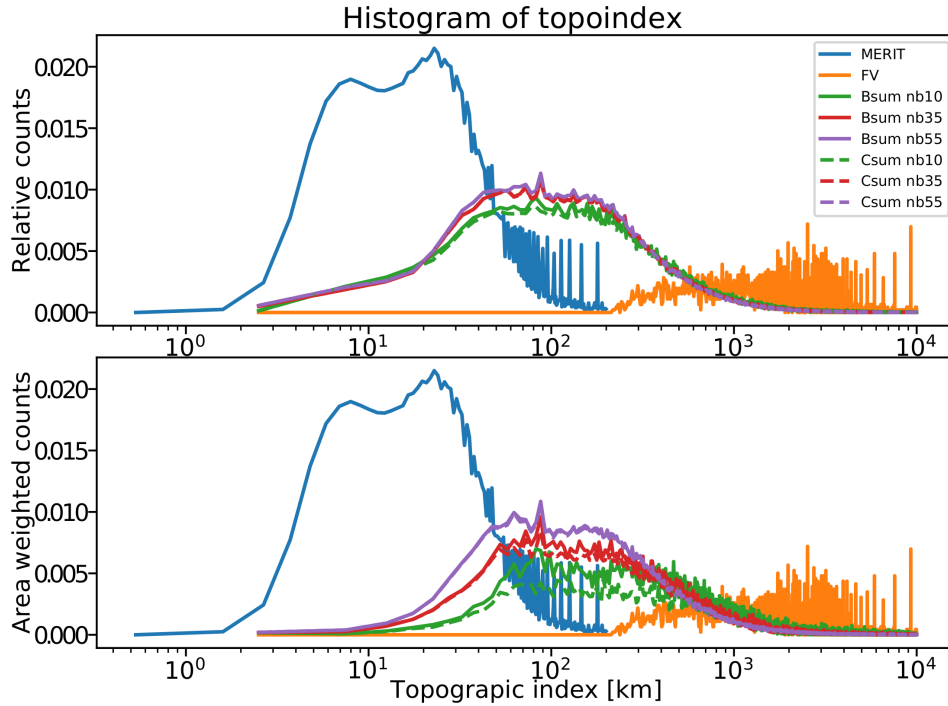 Histogram of topoindex
Relative counts
0.020
0.015
0.010
0.005
0.000
MERIT
FV
Bsum nb10
Bsum nb35
Bsum nb55
Csum nb10
Csum nb35
Csum nb55
10^0 10^1 10^2 10^3 10^4
Area weighted counts
0.020
0.015
0.010
0.005
0.000
10^0 10^1 10^2 10^3 10^4
Topograpic index [km]